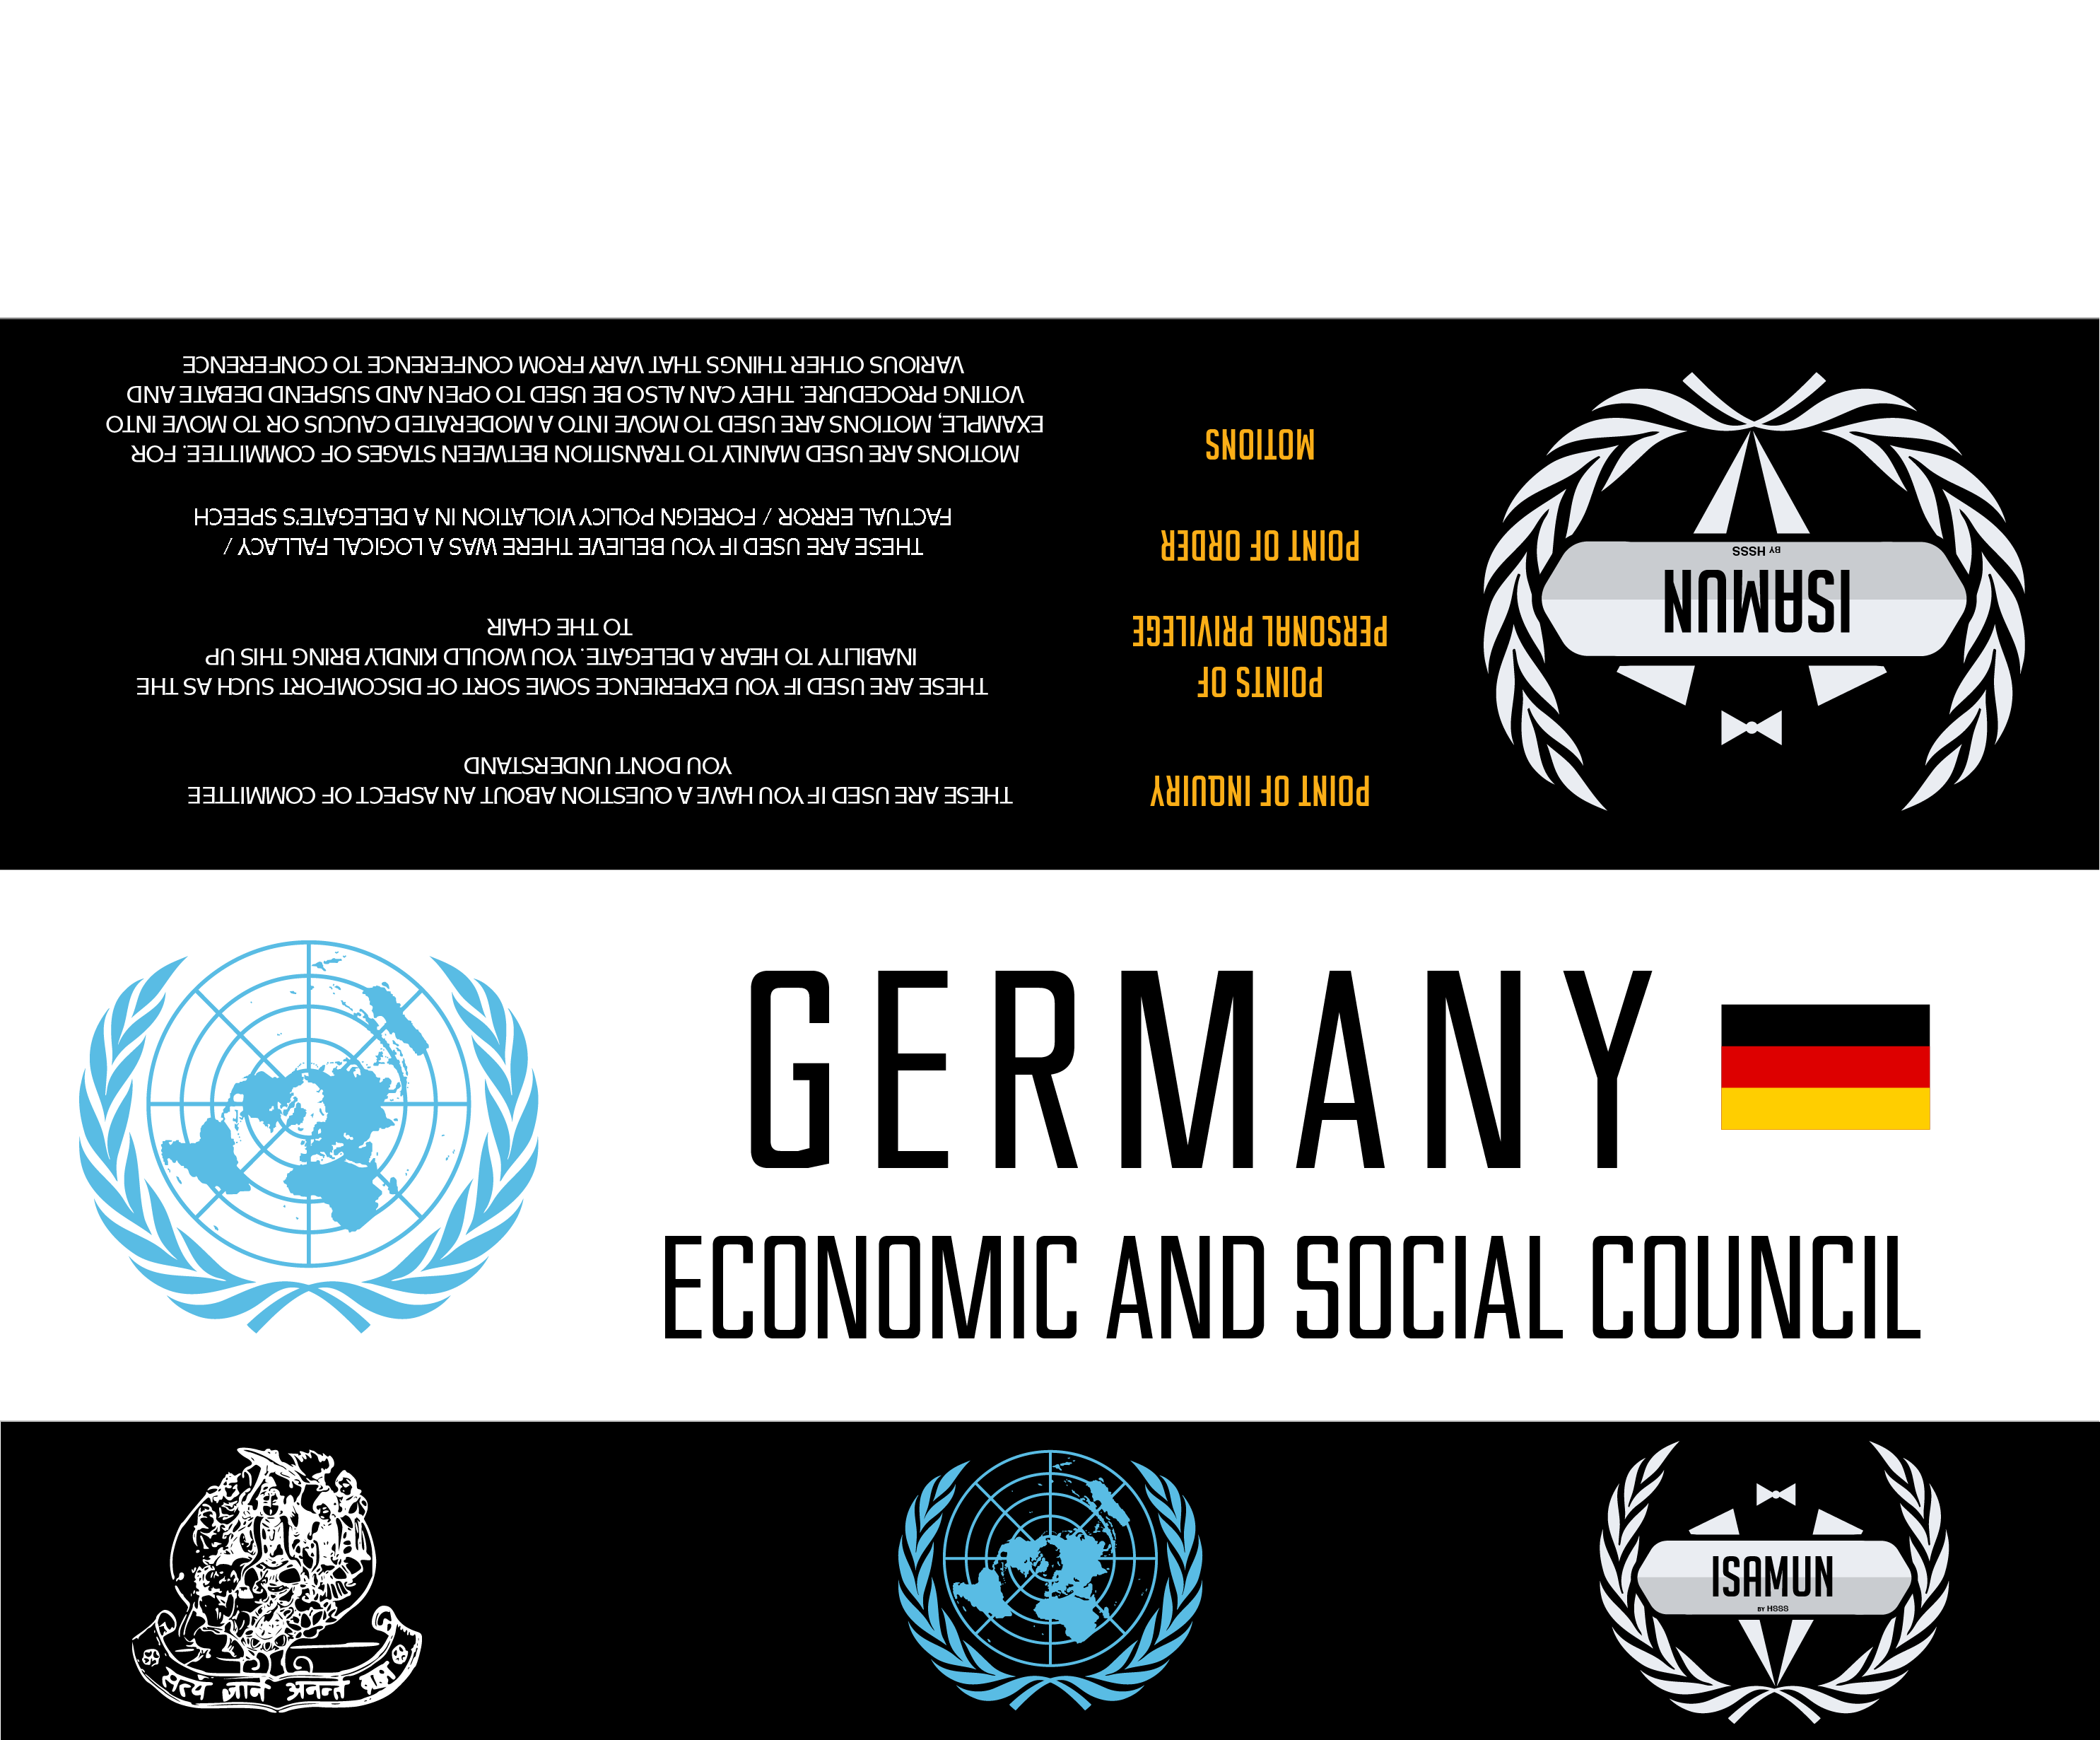 ISAMUN
BY HSSS
POINT OF INQUIRY
THESE ARE USED IF YOU HAVE A QUESTION ABOUT AN ASPECT OF COMMITTEE
YOU DON'T UNDERSTAND
POINTS OF
PERSONAL PRIVILEGE
THESE ARE USED IF YOU EXPERIENCE SOME SORT OF DISCOMFORT SUCH AS THE
INABILITY TO HEAR A DELEGATE. YOU WOULD KINDLY BRING THIS UP
TO THE CHAIR
POINT OF ORDER
THESE ARE USED IF YOU BELIEVE THERE WAS A LOGICAL FALLACY /
FACTUAL ERROR / FOREIGN POLICY VIOLATION IN A DELEGATE'S SPEECH
MOTIONS
MOTIONS ARE USED MAINLY TO TRANSITION BETWEEN STAGES OF COMMITTEE. FOR
EXAMPLE, MOTIONS ARE USED TO MOVE INTO A MODERATED CAUCUS OR TO MOVE INTO
VOTING PROCEDURE. THEY CAN ALSO BE USED TO OPEN AND SUSPEND DEBATE AND
VARIOUS OTHER THINGS THAT VARY FROM CONFERENCE TO CONFERENCE
GERMANY
ECONOMIC AND SOCIAL COUNCIL
सत्यं ज्ञानं अनन्तं ब्रह्म
ISAMUN
BY HSSS